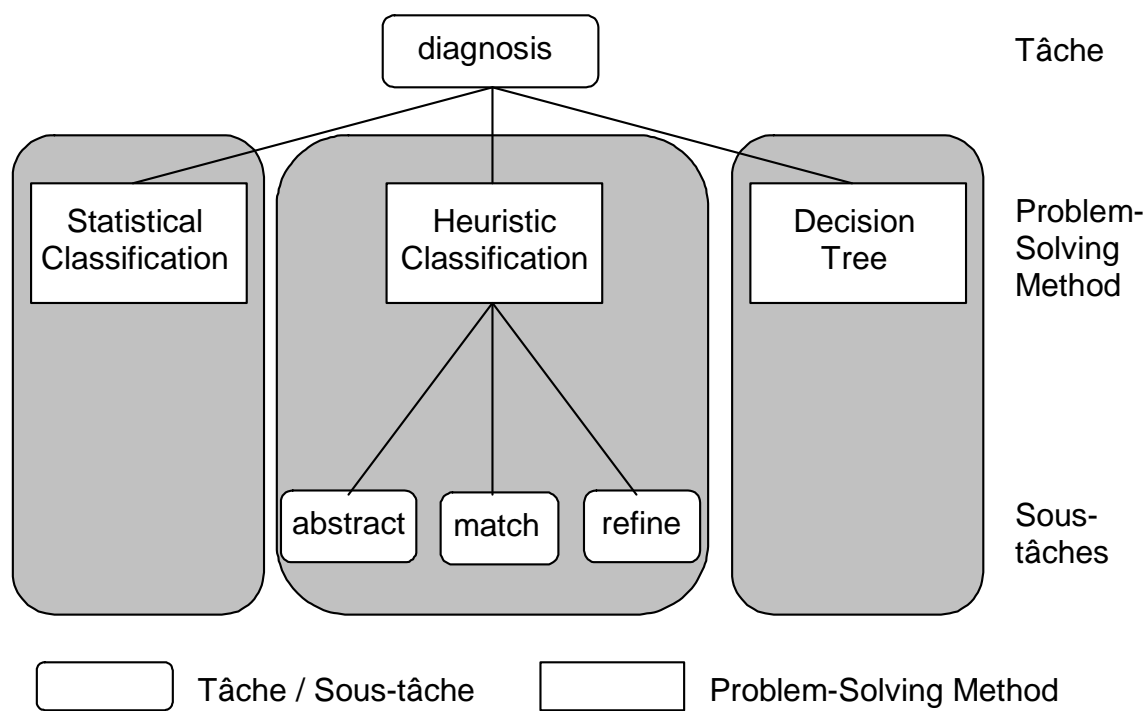 diagnosis
Tâche
Statistical
Classification
Heuristic
Classification
Decision
Tree
Problem-
Solving
Method
abstract
match
refine
Sous-
tâches
Tâche / Sous-tâche
Problem-Solving Method